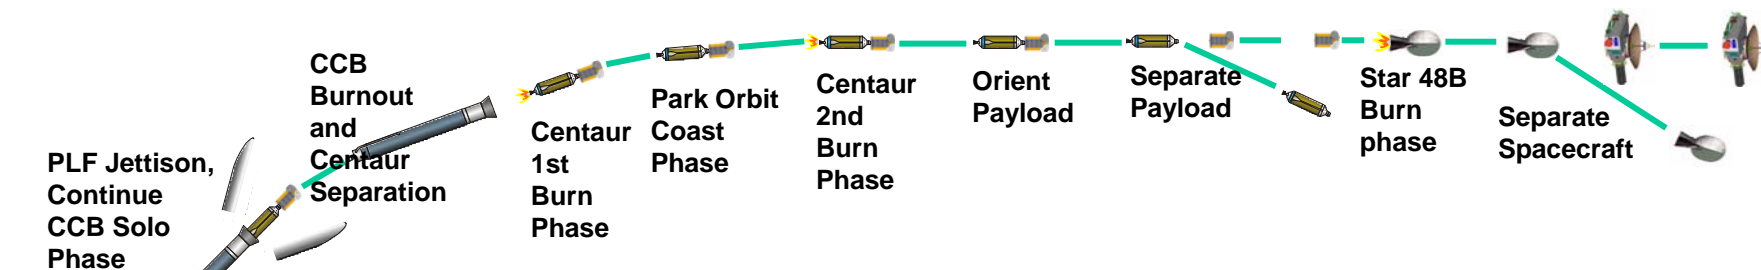 PLF Jettison,
Continue
CCB Solo
Phase
CCB
Burnout
and
Centaur
Separation
Centaur
1st
Burn
Phase
Park Orbit
Coast
Phase
Centaur
2nd
Burn
Phase
Orient
Payload
Separate
Payload
Star 48B
Burn
phase
Separate
Spacecraft